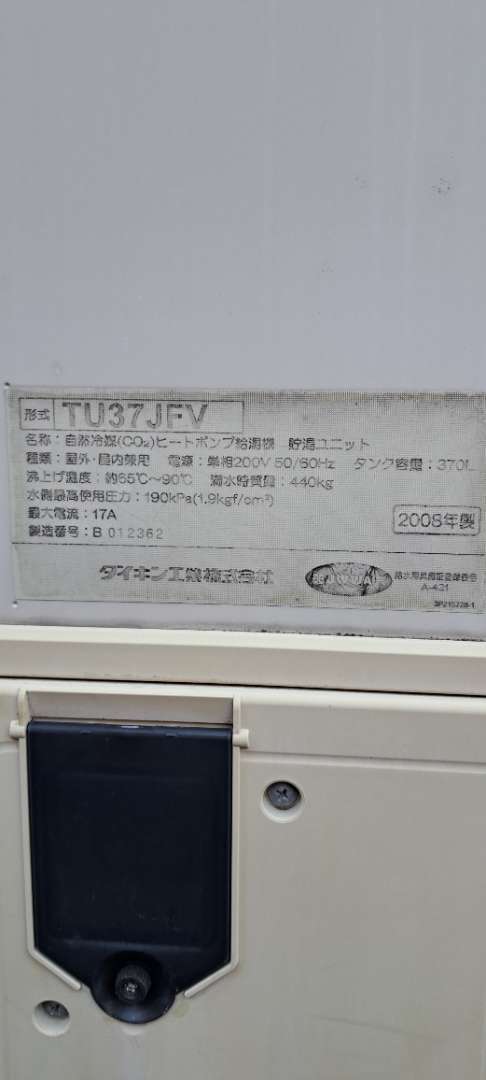 形式 TU37JFV
名称：自然冷媒(CO₂)ヒートポンプ給湯機 貯湯ユニット
種類：屋外・屋内兼用 電源：単相200V 50/60Hz タンク容量：370L
沸上げ温度：約65℃～90℃ 満水時質量：440kg
水側最高使用圧力：190kPa(1.9kgf/cm²)
最大電流：17A
2008年製
製造番号：B 012362
ダイキン工業株式会社
A-421